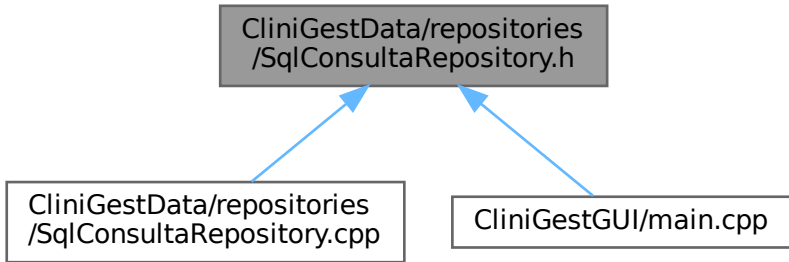 CliniGestData/repositories
/SqlConsultaRepository.h
CliniGestData/repositories
/SqlConsultaRepository.cpp
CliniGestGUI/main.cpp